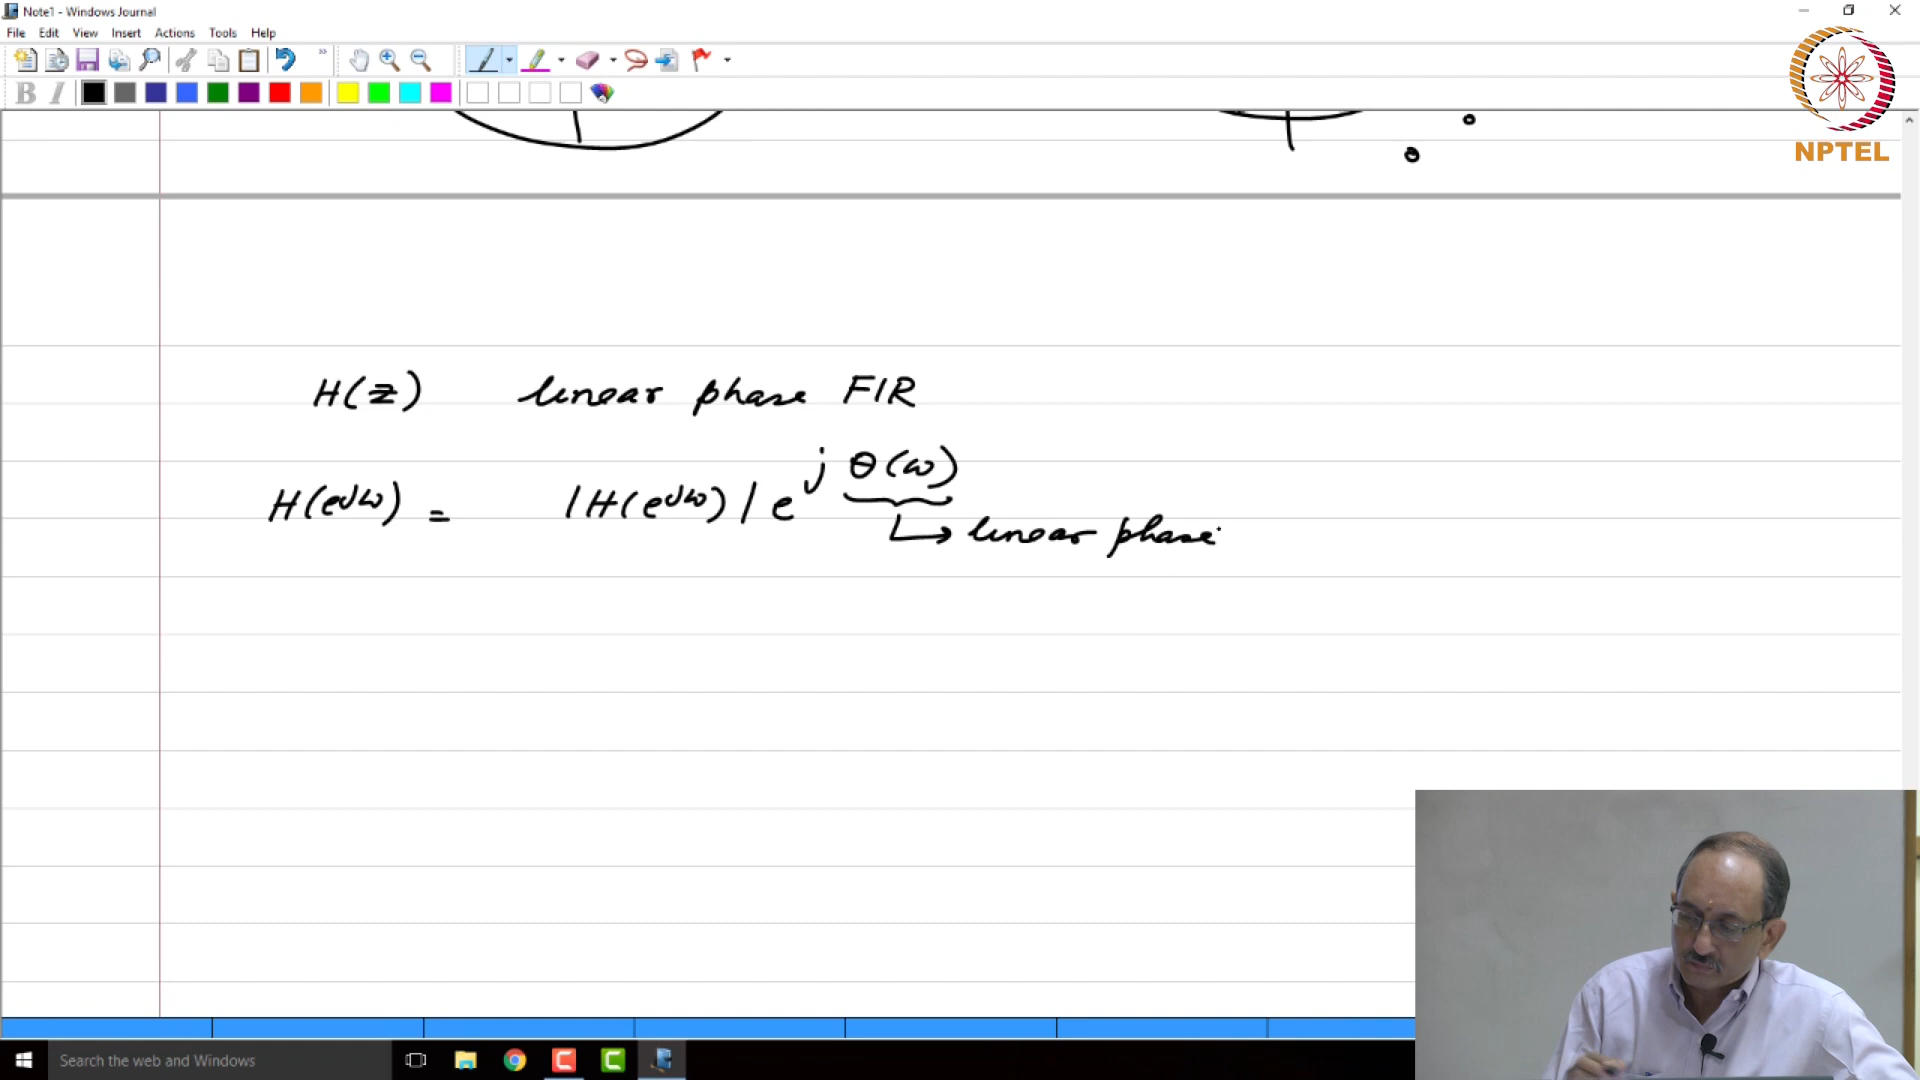 Note1 - Windows Journal
File Edit View Insert Actions Tools Help
B I
NPTEL
H(z) linear phase FIR
H(e^jω) = |H(e^jω)| e^jθ(ω)
↳ linear phase
Search the web and Windows